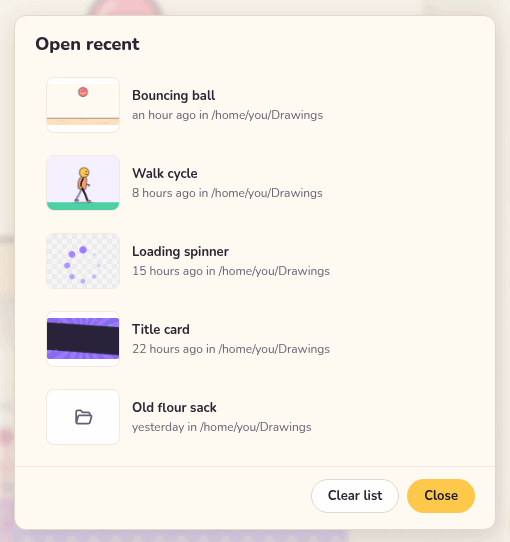 Open recent
Bouncing ball
an hour ago in /home/you/Drawings
Walk cycle
8 hours ago in /home/you/Drawings
Loading spinner
15 hours ago in /home/you/Drawings
Title card
22 hours ago in /home/you/Drawings
Old flour sack
yesterday in /home/you/Drawings
Clear list
Close